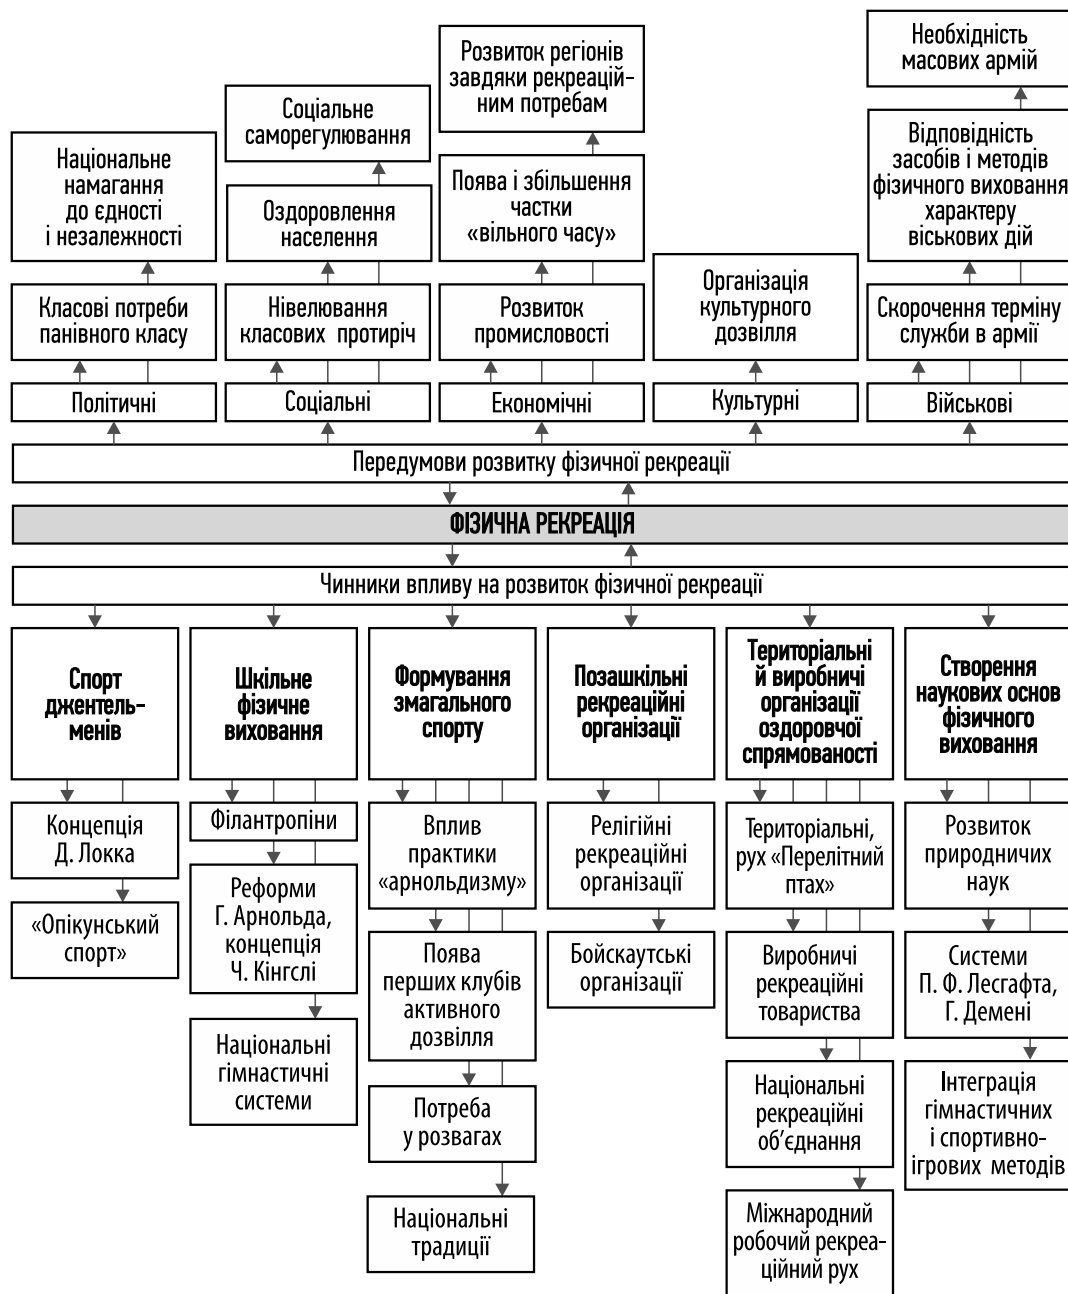 Необхідність
масових армій
Розвиток регіонів
завдяки рекреацій-
ним потребам
Соціальне
саморегулювання
Відповідність
засобів і методів
фізичного виховання
характеру
віськових дій
Національне
намагання
до єдності
і незалежності
Поява і збільшення
частки
«вільного часу»
Оздоровлення
населення
Організація
культурного
дозвілля
Класові потреби
панівного класу
Нівелювання
класових протиріч
Розвиток
промисловості
Скорочення терміну
служби в армії
Політичні
Соціальні
Економічні
Культурні
Військові
Передумови розвитку фізичної рекреації
ФІЗИЧНА РЕКРЕАЦІЯ
Чинники впливу на розвиток фізичної рекреації
Спорт
джентель-
менів
Шкільне
фізичне
виховання
Формування
змагального
спорту
Позашкільні
рекреаційні
організації
Територіальні
й виробничі
організації
оздоровчої
спрямованості
Створення
наукових основ
фізичного
виховання
Концепція
Д. Локка
«Опікунський
спорт»
Філантропіни
Реформи
Г. Арнольда,
концепція
Ч. Кінгслі
Національні
гімнастичні
системи
Вплив
практики
«арнольдизму»
Поява
перших клубів
активного
дозвілля
Потреба
у розвагах
Національні
традиції
Релігійні
рекреаційні
організації
Бойскаутські
організації
Територіальні,
рух «Перелітний
птах»
Виробничі
рекреаційні
товариства
Національні
рекреаційні
об’єднання
Міжнародний
робочий рекреа-
ційний рух
Розвиток
природничих
наук
Системи
П. Ф. Лесгафта,
Г. Демені
Інтеграція
гімнастичних
і спортивно-
ігрових методів